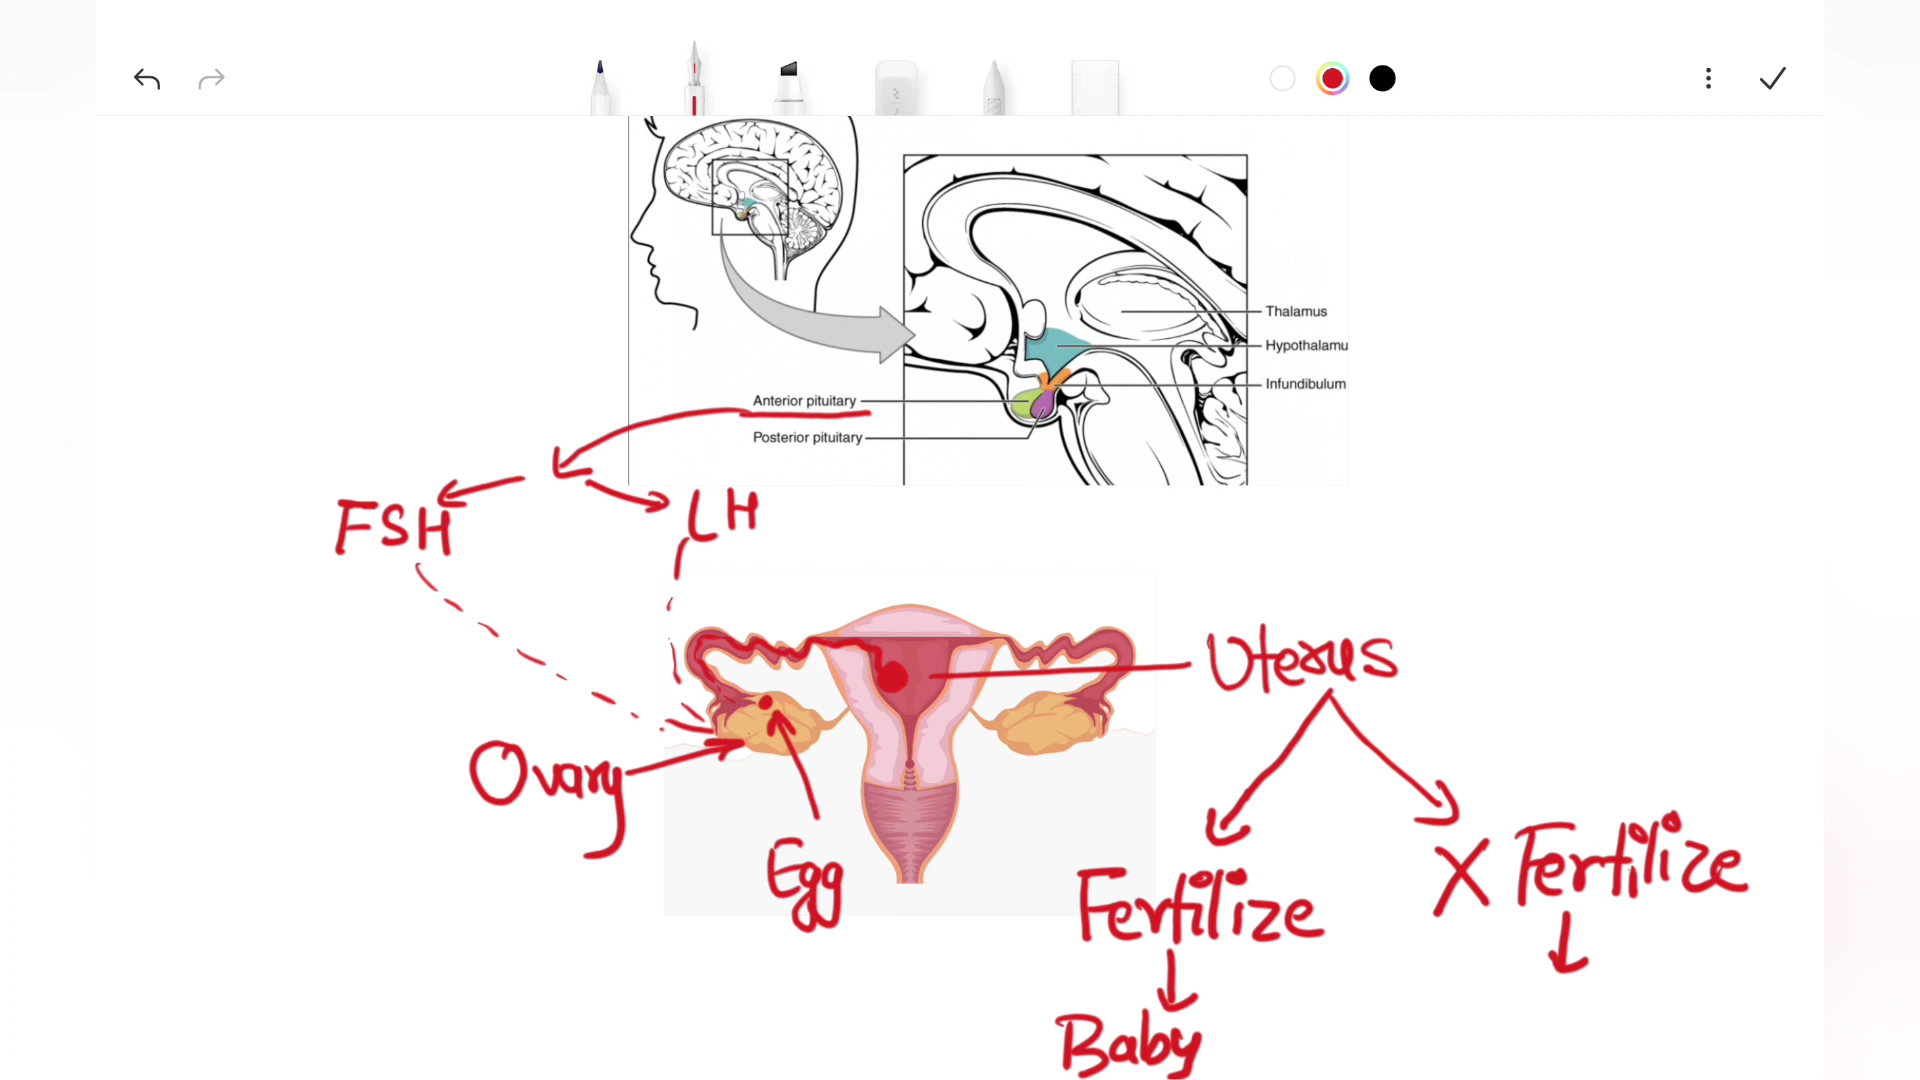 Thalamus
Hypothalamu
Infundibulum
Anterior pituitary
Posterior pituitary
FSH
LH
Uterus
Ovary
Egg
Fertilize
X Fertilize
Baby